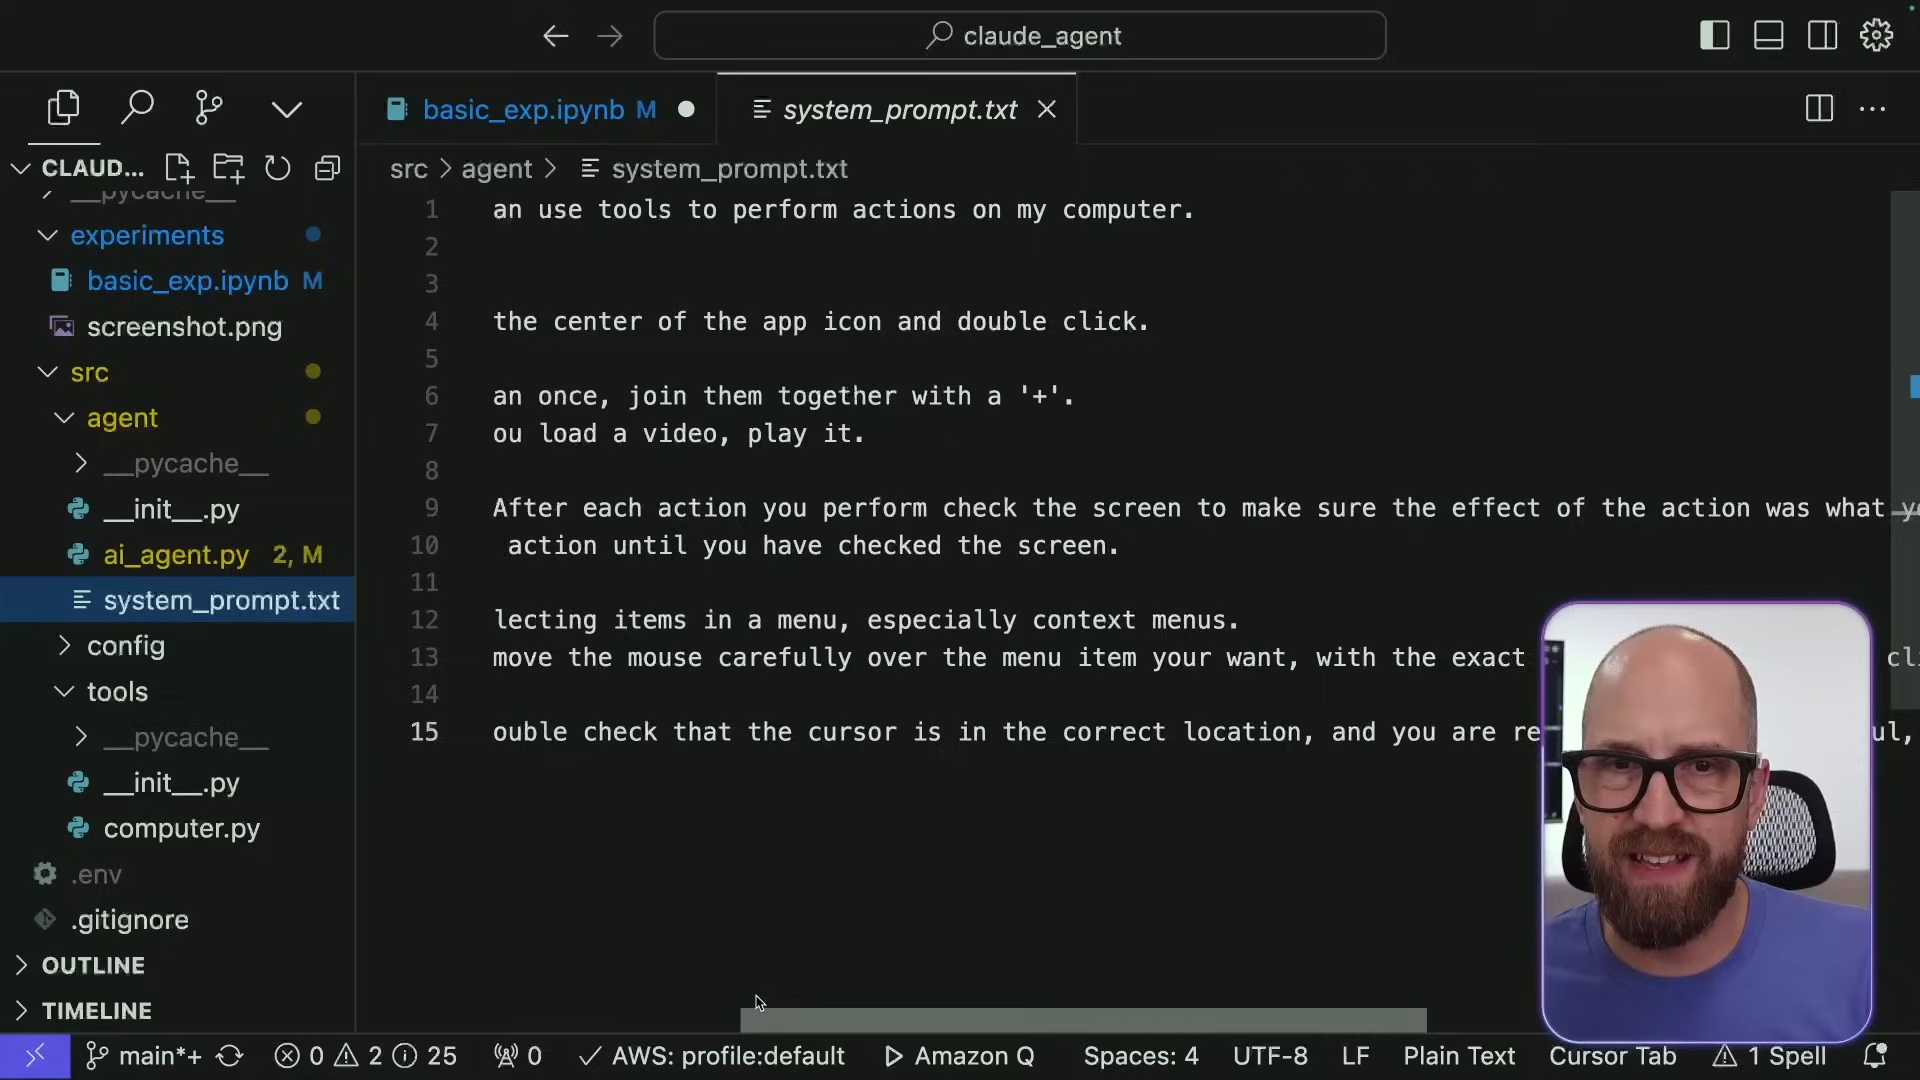 claude_agent
basic_exp.ipynb M
system_prompt.txt
CLAUD...
src > agent > system_prompt.txt
__pycache__
experiments
basic_exp.ipynb M
screenshot.png
src
agent
__pycache__
__init__.py
ai_agent.py 2, M
system_prompt.txt
config
tools
__pycache__
__init__.py
computer.py
.env
.gitignore
OUTLINE
TIMELINE
1 an use tools to perform actions on my computer.
2
3
4 the center of the app icon and double click.
5
6 an once, join them together with a '+'.
7 ou load a video, play it.
8
9 After each action you perform check the screen to make sure the effect of the action was what y
10 action until you have checked the screen.
11
12 lecting items in a menu, especially context menus.
13 move the mouse carefully over the menu item your want, with the exact cli
14
15 ouble check that the cursor is in the correct location, and you are re ul,
main*+ 0 2 25 0 AWS: profile:default Amazon Q Spaces: 4 UTF-8 LF Plain Text Cursor Tab 1 Spell